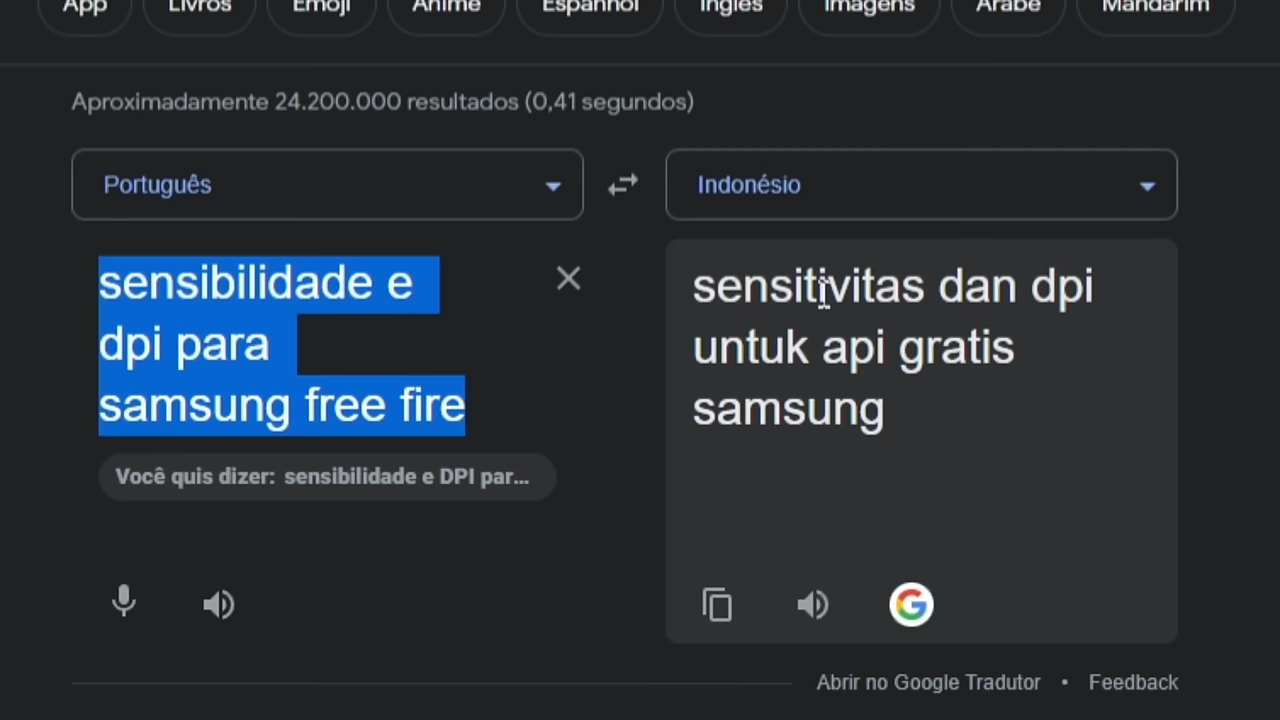 App Livros Emoji Anime Espanhol Inglês Imagens Árabe Mandarim
Aproximadamente 24.200.000 resultados (0,41 segundos)
Português
Indonésio
sensibilidade e
dpi para
samsung free fire
Você quis dizer: sensibilidade e DPI par...
sensitivitas dan dpi
untuk api gratis
samsung
Abrir no Google Tradutor • Feedback